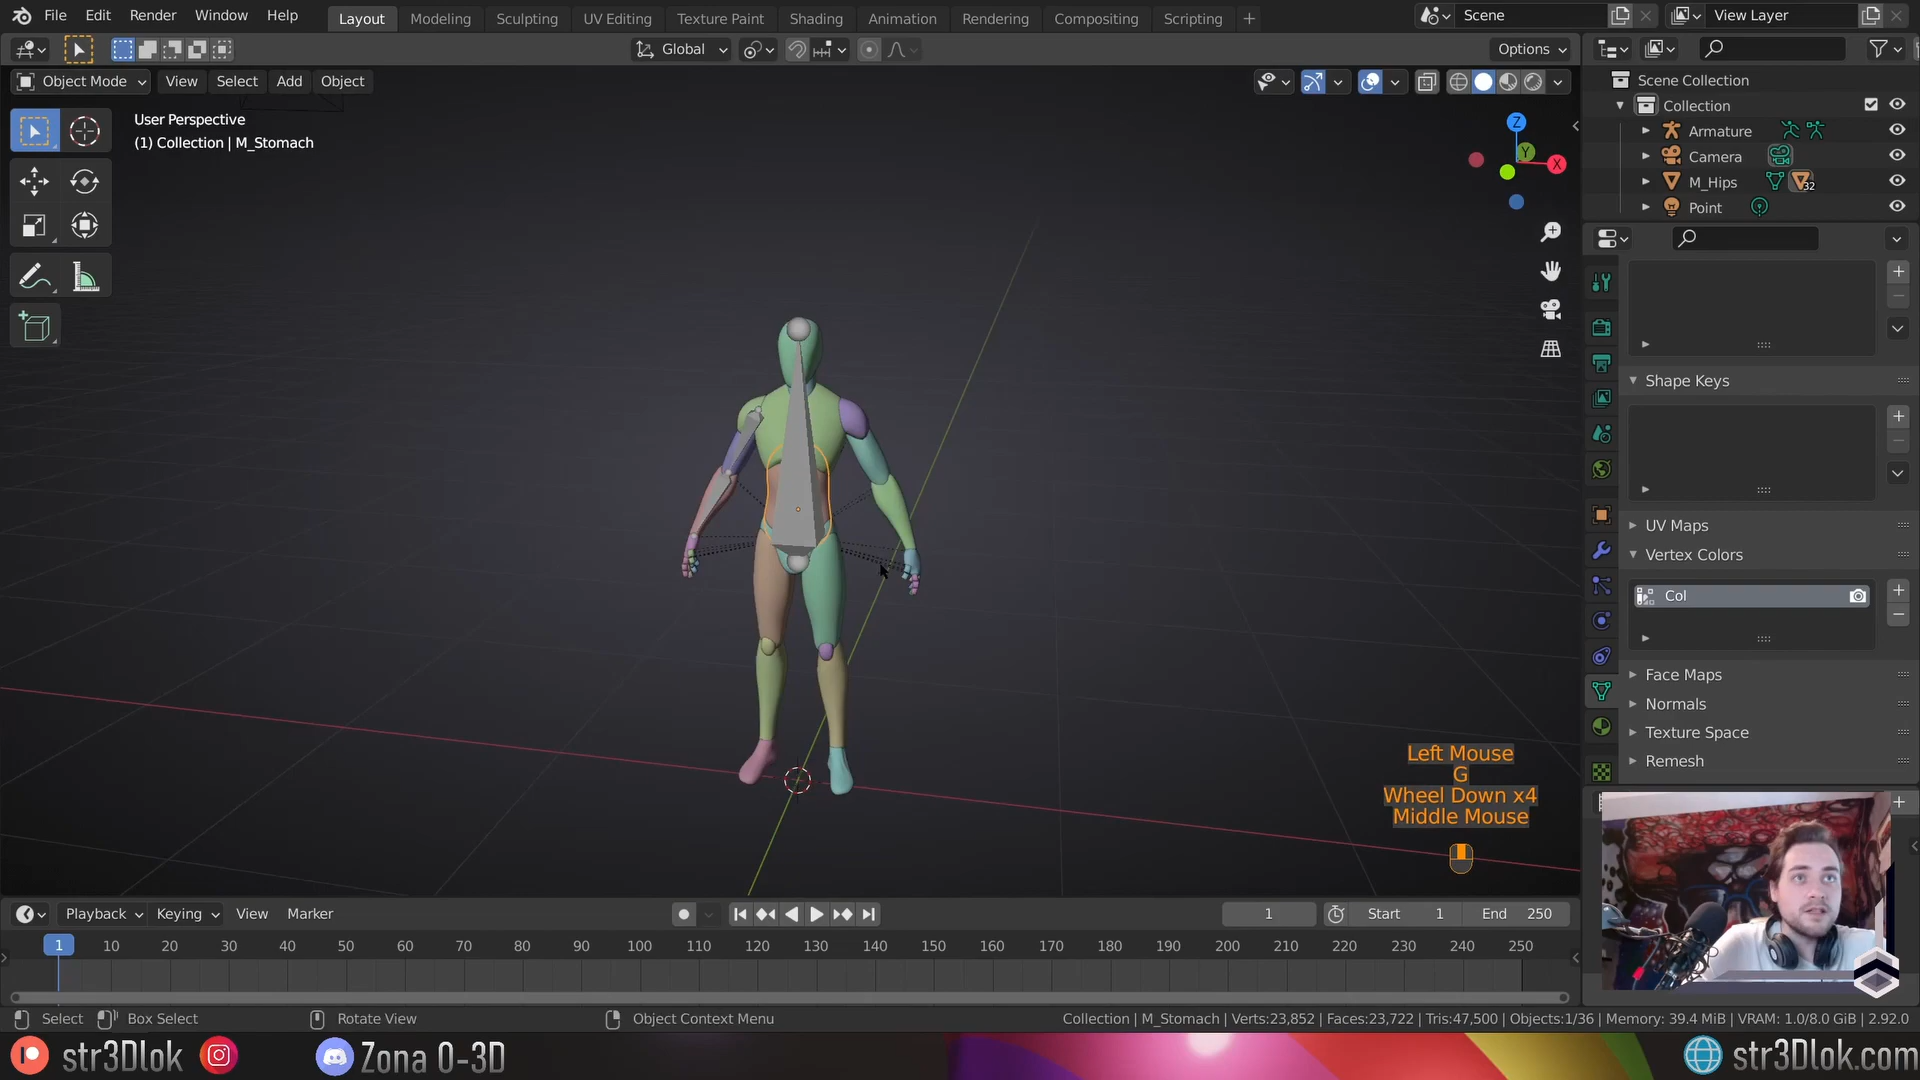 File Edit Render Window Help
Layout Modeling Sculpting UV Editing Texture Paint Shading Animation Rendering Compositing Scripting +
Scene
View Layer
Global
Options
Object Mode View Select Add Object
User Perspective
(1) Collection | M_Stomach
Z
Y
X
Scene Collection
Collection
Armature
Camera
M_Hips
32
Point
Shape Keys
UV Maps
Vertex Colors
Col
Face Maps
Normals
Texture Space
Remesh
Left Mouse
G
Wheel Down x4
Middle Mouse
Playback Keying View Marker
1
Start 1
End 250
1 10 20 30 40 50 60 70 80 90 100 110 120 130 140 150 160 170 180 190 200 210 220 230 240 250
Select Box Select Rotate View Object Context Menu
Collection | M_Stomach | Verts:23,852 | Faces:23,722 | Tris:47,500 | Objects:1/36 | Memory: 39.4 MiB | VRAM: 1.0/8.0 GiB | 2.92.0
str3Dlok
Zona 0-3D
str3Dlok.com